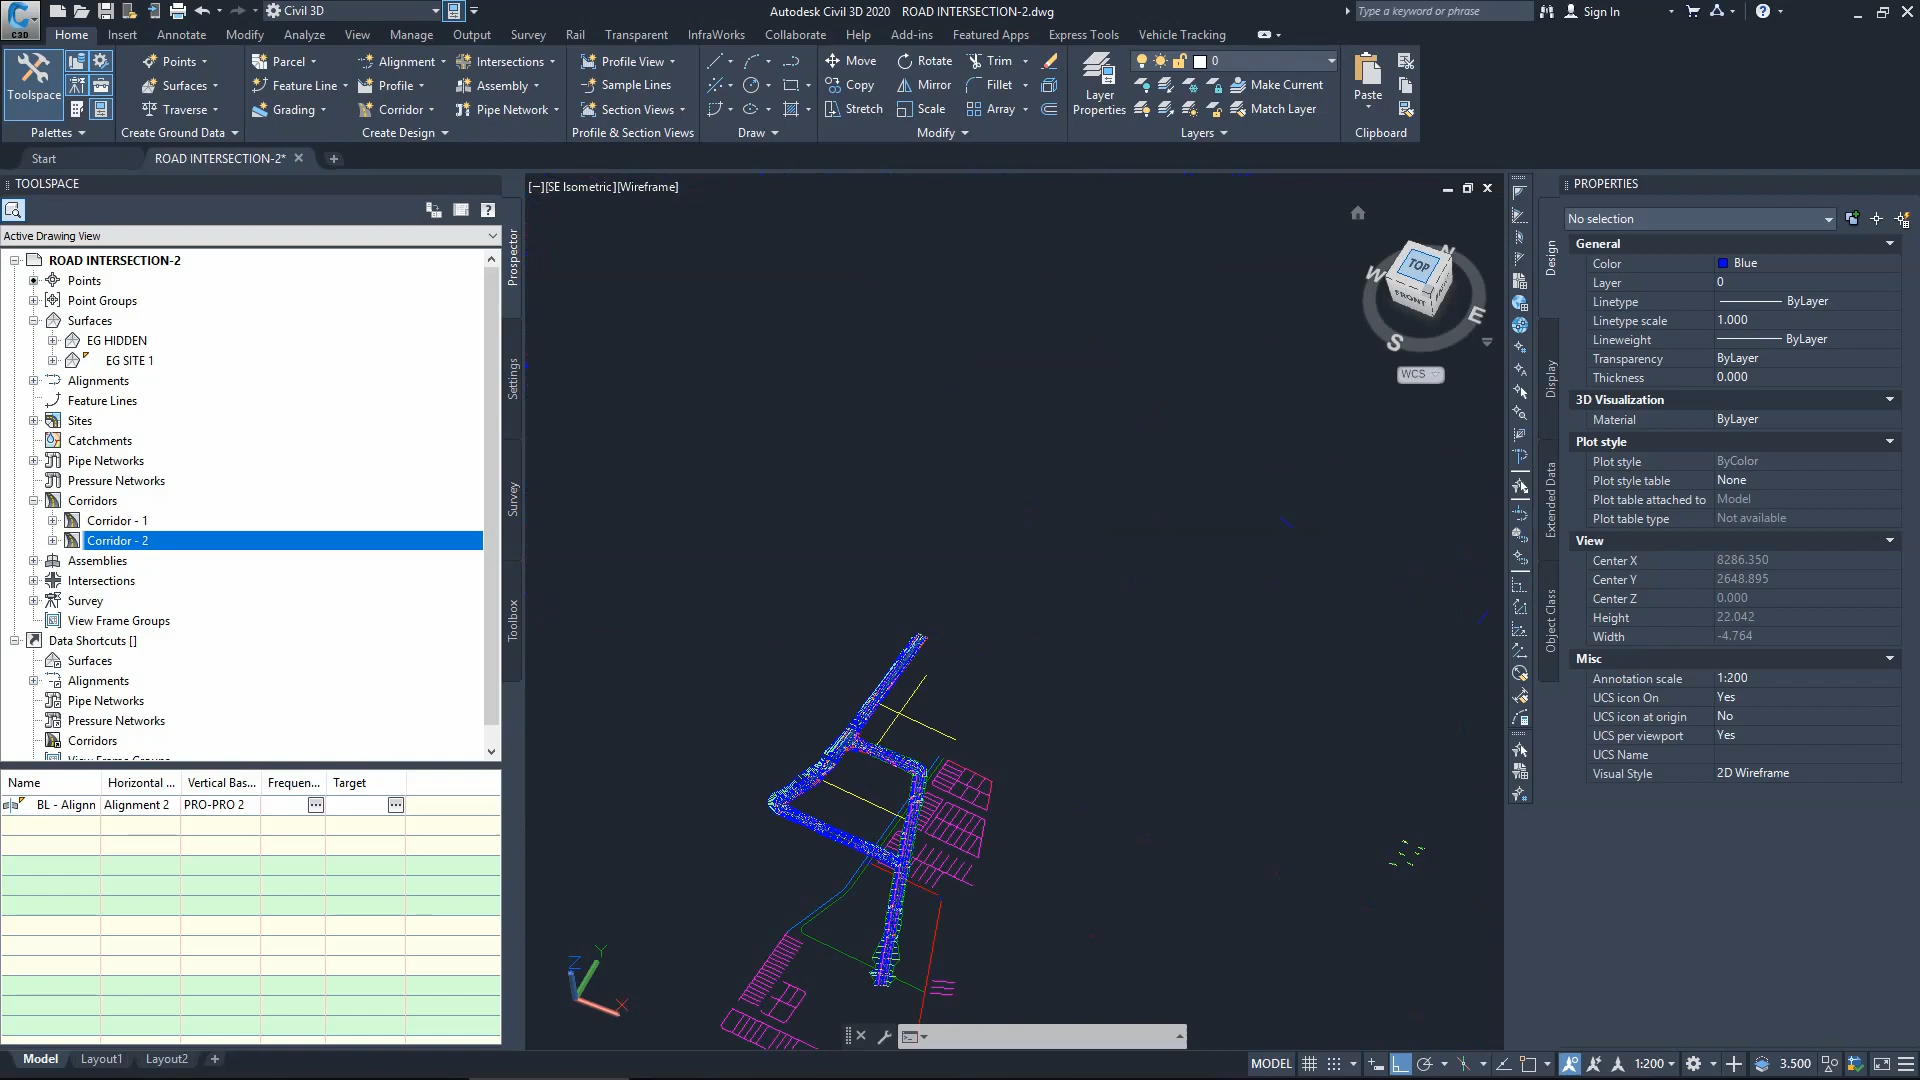 C3D
Civil 3D
Autodesk Civil 3D 2020 ROAD INTERSECTION-2.dwg
Type a keyword or phrase
Sign In
Home Insert Annotate Modify Analyze View Manage Output Survey Rail Transparent InfraWorks Collaborate Help Add-ins Featured Apps Express Tools Vehicle Tracking
Toolspace
Points
Surfaces
Traverse
Parcel
Feature Line
Grading
Alignment
Profile
Corridor
Intersections
Assembly
Pipe Network
Profile View
Sample Lines
Section Views
Move
Copy
Stretch
Rotate
Mirror
Scale
Trim
Fillet
Array
Layer
Properties
0
Make Current
Match Layer
Paste
Palettes Create Ground Data Create Design Profile & Section Views Draw Modify Layers Clipboard
Start ROAD INTERSECTION-2*
TOOLSPACE
Active Drawing View
ROAD INTERSECTION-2
Points
Point Groups
Surfaces
EG HIDDEN
EG SITE 1
Alignments
Feature Lines
Sites
Catchments
Pipe Networks
Pressure Networks
Corridors
Corridor - 1
Corridor - 2
Assemblies
Intersections
Survey
View Frame Groups
Data Shortcuts []
Surfaces
Alignments
Pipe Networks
Pressure Networks
Corridors
Prospector
Settings
Survey
Toolbox
Name Horizontal ... Vertical Bas... Frequen... Target
BL - Alignn Alignment 2 PRO-PRO 2
[−][SE Isometric][Wireframe]
TOP
FRONT
N
W
E
S
WCS
Z
Y
X
PROPERTIES
No selection
Design
Display
Extended Data
Object Class
General
Color Blue
Layer 0
Linetype ByLayer
Linetype scale 1.000
Lineweight ByLayer
Transparency ByLayer
Thickness 0.000
3D Visualization
Material ByLayer
Plot style
Plot style ByColor
Plot style table None
Plot table attached to Model
Plot table type Not available
View
Center X 8286.350
Center Y 2648.895
Center Z 0.000
Height 22.042
Width -4.764
Misc
Annotation scale 1:200
UCS icon On Yes
UCS icon at origin No
UCS per viewport Yes
UCS Name
Visual Style 2D Wireframe
Model Layout1 Layout2
MODEL 1:200 3.500